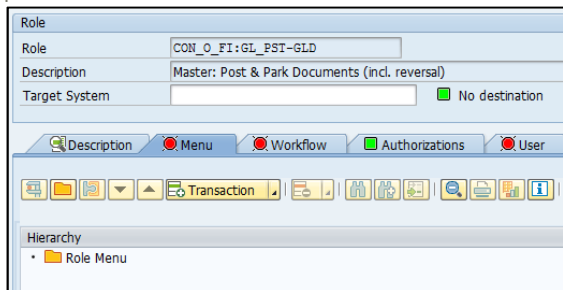 Role
Role CON_O_FI:GL_PST-GLD
Description Master: Post & Park Documents (incl. reversal)
Target System No destination
Description Menu Workflow Authorizations User
Transaction
Hierarchy
Role Menu